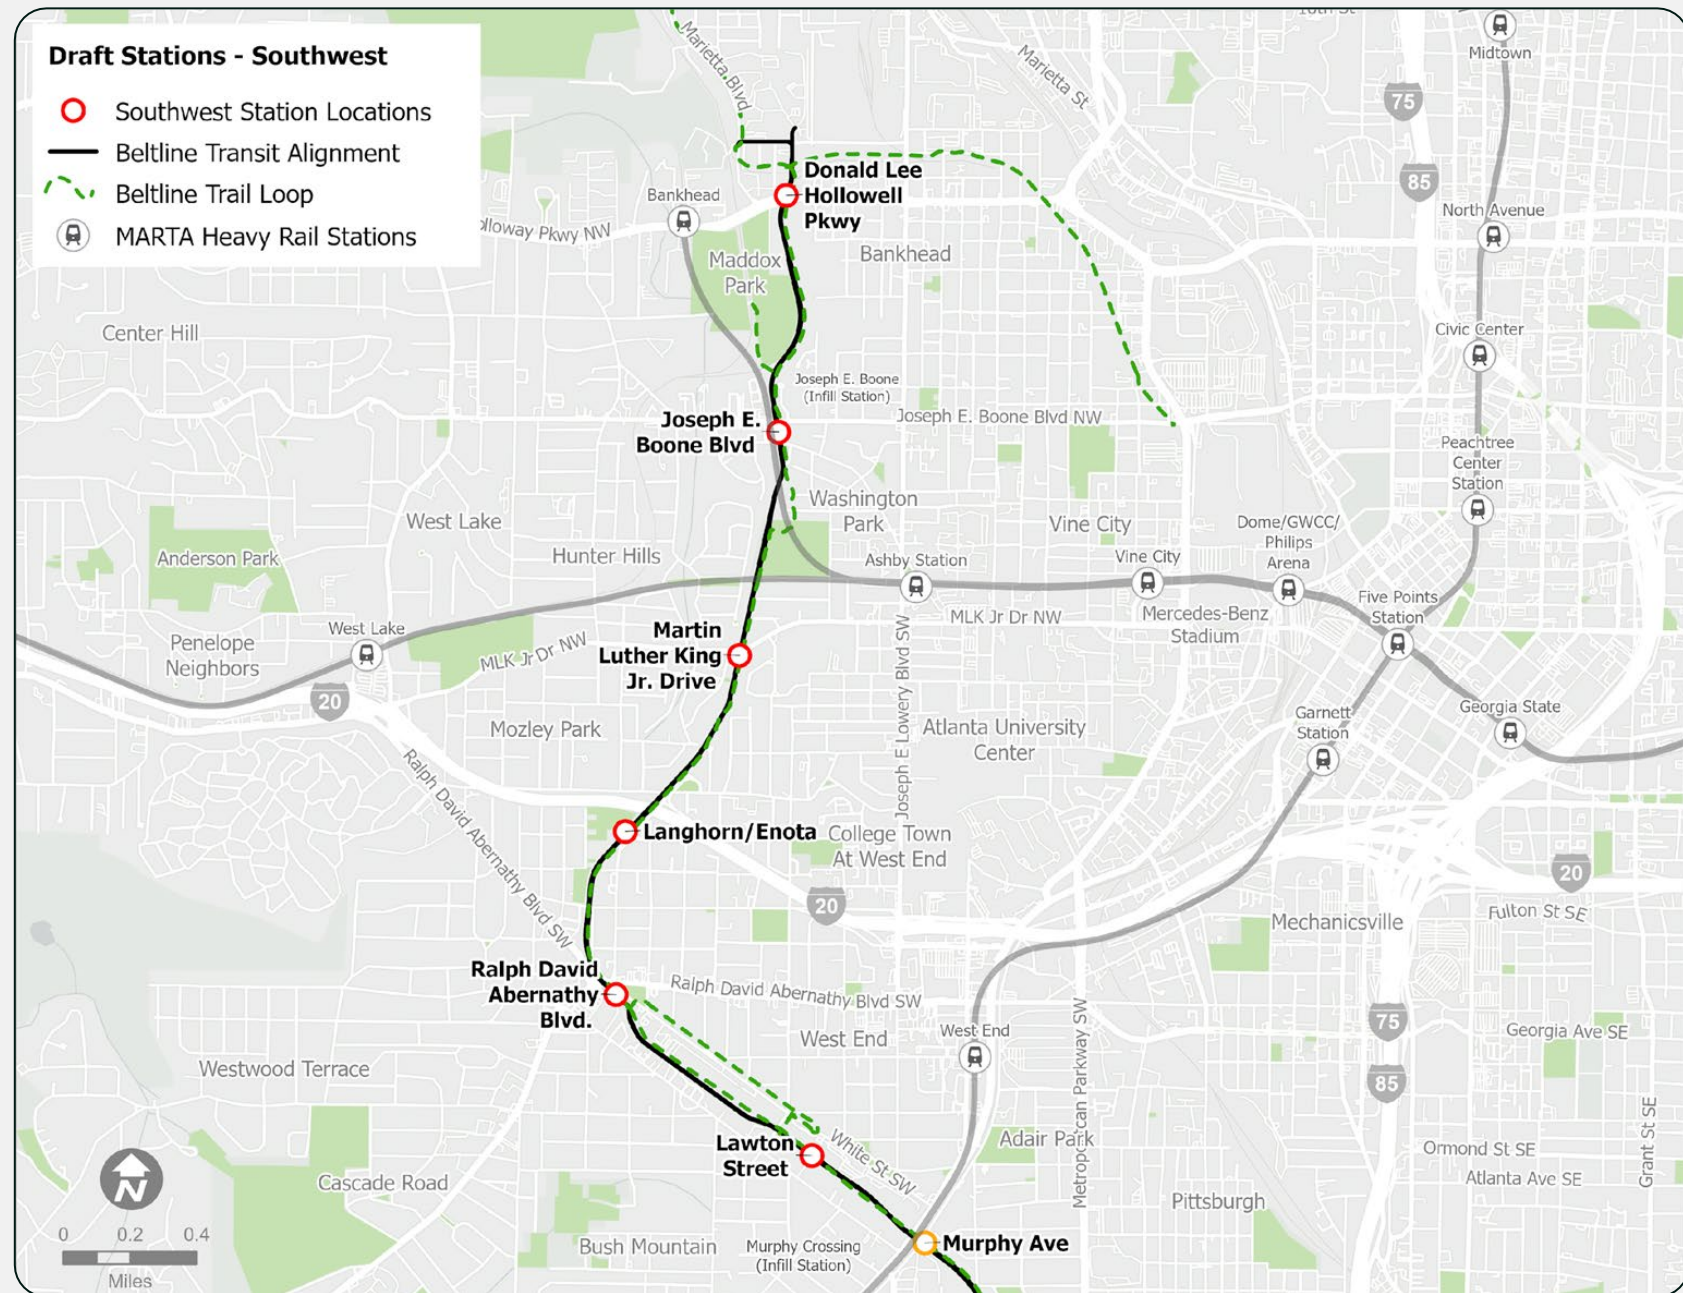 Draft Stations - Southwest
Southwest Station Locations
Beltline Transit Alignment
Beltline Trail Loop
MARTA Heavy Rail Stations
Marietta Blvd
Marietta St
Midtown
75
85
Bankhead
Donald Lee
Hollowell
Pkwy
North Avenue
Maddox
Park
Bankhead
Center Hill
Civic Center
Joseph E. Boone
(Infill Station)
Joseph E. Boone Blvd NW
Joseph E.
Boone Blvd
Peachtree
Center
Station
West Lake
Washington
Park
Vine City
Dome/GWCC/
Philips
Arena
Anderson Park
Hunter Hills
Ashby Station
Vine City
Five Points
Station
West Lake
Penelope
Neighbors
MLK Jr Dr NW
Martin
Luther King
Jr. Drive
MLK Jr Dr NW
Mercedes-Benz
Stadium
20
Mozley Park
Joseph E Lowery Blvd SW
Atlanta University
Center
Garnett
Station
Georgia State
Ralph David Abernathy Blvd SW
Langhorn/Enota
College Town
At West End
20
20
Mechanicsville
Fulton St SE
Ralph David
Abernathy
Blvd.
Ralph David Abernathy Blvd SW
West End
West End
Metropolitan Parkway SW
75
Georgia Ave SE
Westwood Terrace
85
Lawton
Street
White St SW
Adair Park
Ormond St SE
Atlanta Ave SE
Grant St SE
Cascade Road
Pittsburgh
N
0 0.2 0.4
Miles
Bush Mountain
Murphy Crossing
(Infill Station)
Murphy Ave